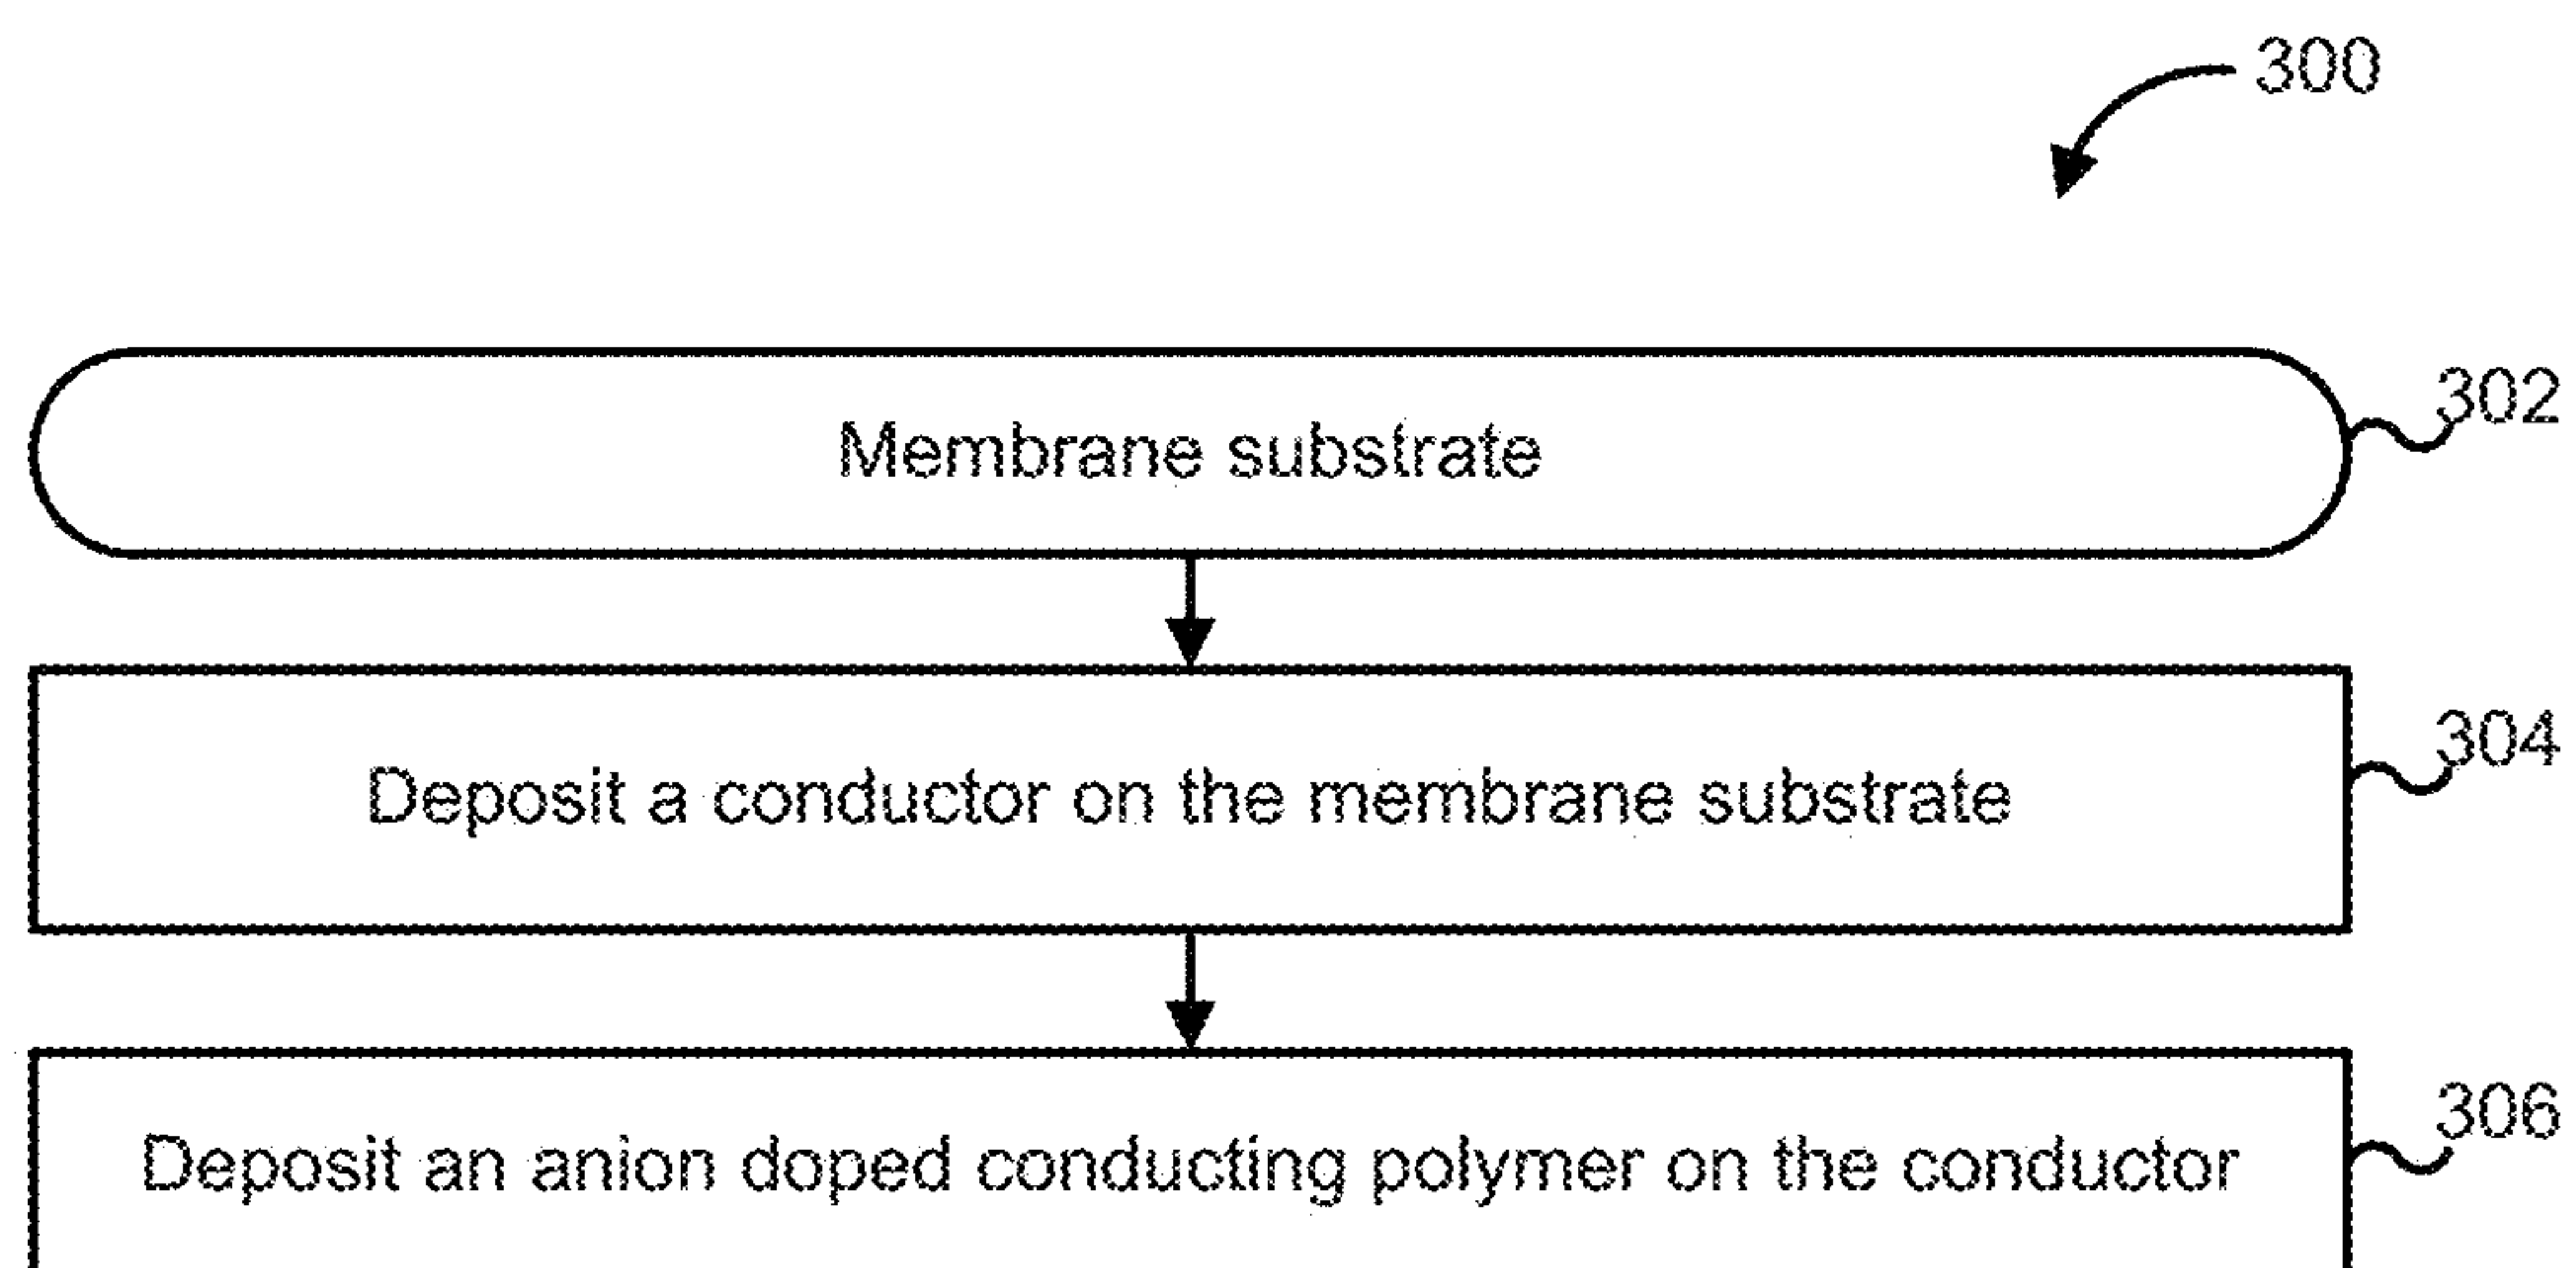 300
Membrane substrate
302
Deposit a conductor on the membrane substrate
304
Deposit an anion doped conducting polymer on the conductor
306